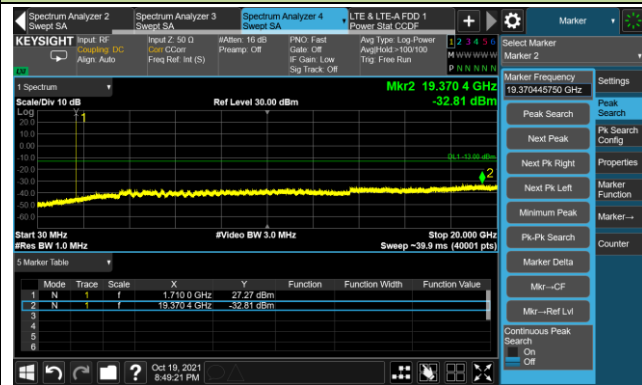 Spectrum Analyzer 2
Swept SA
Spectrum Analyzer 3
Swept SA
Spectrum Analyzer 4
Swept SA
LTE & LTE-A FDD 1
Power Stat CCDF
Marker
KEYSIGHT
Input: RF
Coupling: DC
Align: Auto
Input Z: 50 Ω
Corr CCorr
Freq Ref: Int (S)
#Atten: 16 dB
Preamp: Off
PNO: Fast
Gate: Off
IF Gain: Low
Sig Track: Off
Avg Type: Log-Power
Avg|Hold:>100/100
Trig: Free Run
1 2 3 4 5 6
M W W W W W
P N N N N N
Select Marker
Marker 2
1 Spectrum
Mkr2 19.370 4 GHz
-32.81 dBm
Scale/Div 10 dB
Ref Level 30.00 dBm
Log
20.0
10.0
0.00
-10.0
-20.0
-30.0
-40.0
-50.0
-60.0
1
DL1 -13.00 dBm
2
Start 30 MHz
#Res BW 1.0 MHz
#Video BW 3.0 MHz
Stop 20.000 GHz
Sweep ~39.9 ms (40001 pts)
5 Marker Table
Mode Trace Scale X Y Function Function Width Function Value
1 N 1 f 1.710 0 GHz 27.27 dBm
2 N 1 f 19.370 4 GHz -32.81 dBm
3
4
5
6
Marker Frequency
19.370445750 GHz
Peak Search
Next Peak
Next Pk Right
Next Pk Left
Minimum Peak
Pk-Pk Search
Marker Delta
Mkr→CF
Mkr→Ref Lvl
Continuous Peak
Search
On
Off
Settings
Peak
Search
Pk Search
Config
Properties
Marker
Function
Marker→
Counter
Oct 19, 2021
8:49:21 PM